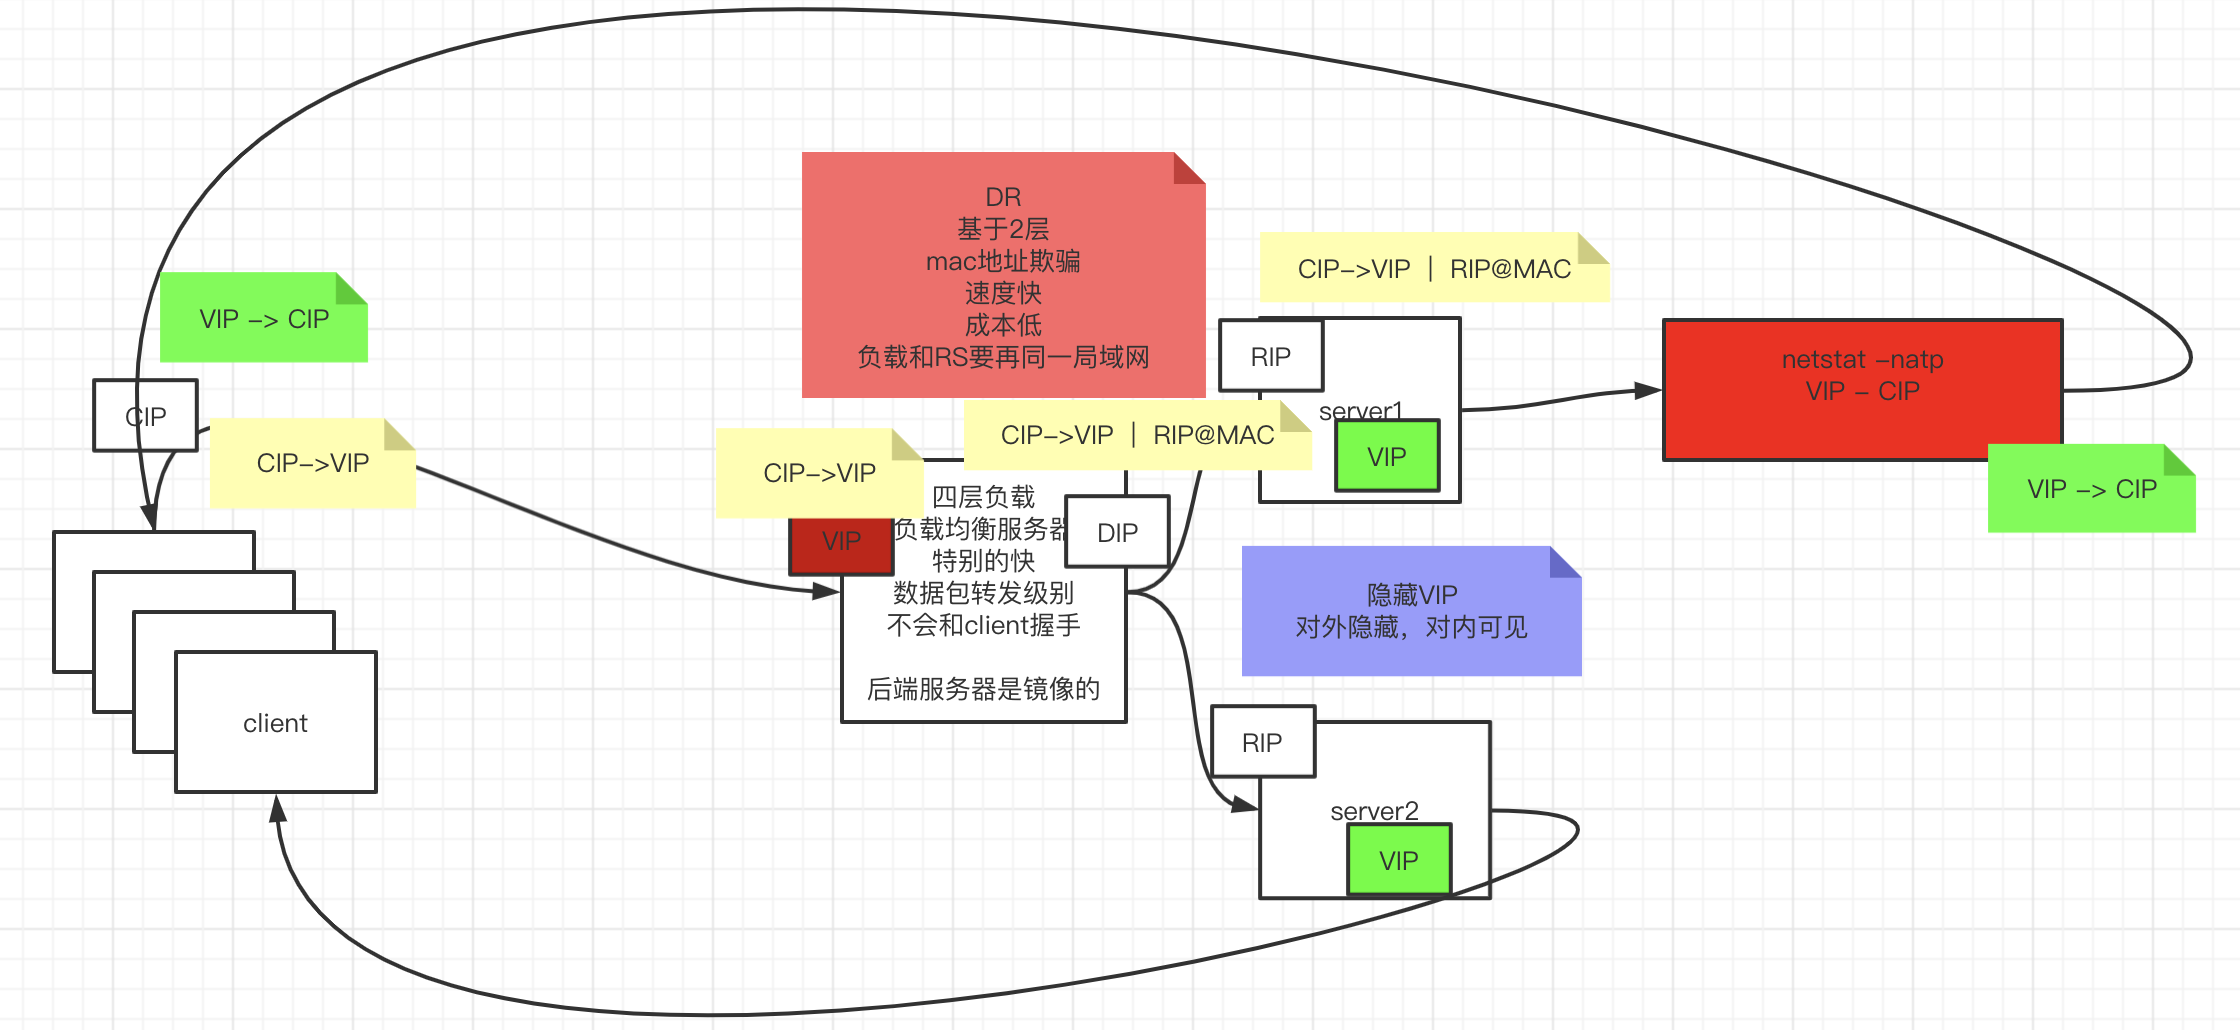 DR
基于2层
mac地址欺骗
速度快
成本低
负载和RS要再同一局域网
CIP->VIP | RIP@MAC
VIP -> CIP
RIP
server1
VIP
netstat -natp
VIP - CIP
VIP -> CIP
CIP
CIP->VIP
CIP->VIP
CIP->VIP | RIP@MAC
VIP
四层负载
负载均衡服务器
特别的快
数据包转发级别
不会和client握手
后端服务器是镜像的
DIP
隐藏VIP
对外隐藏，对内可见
client
RIP
server2
VIP